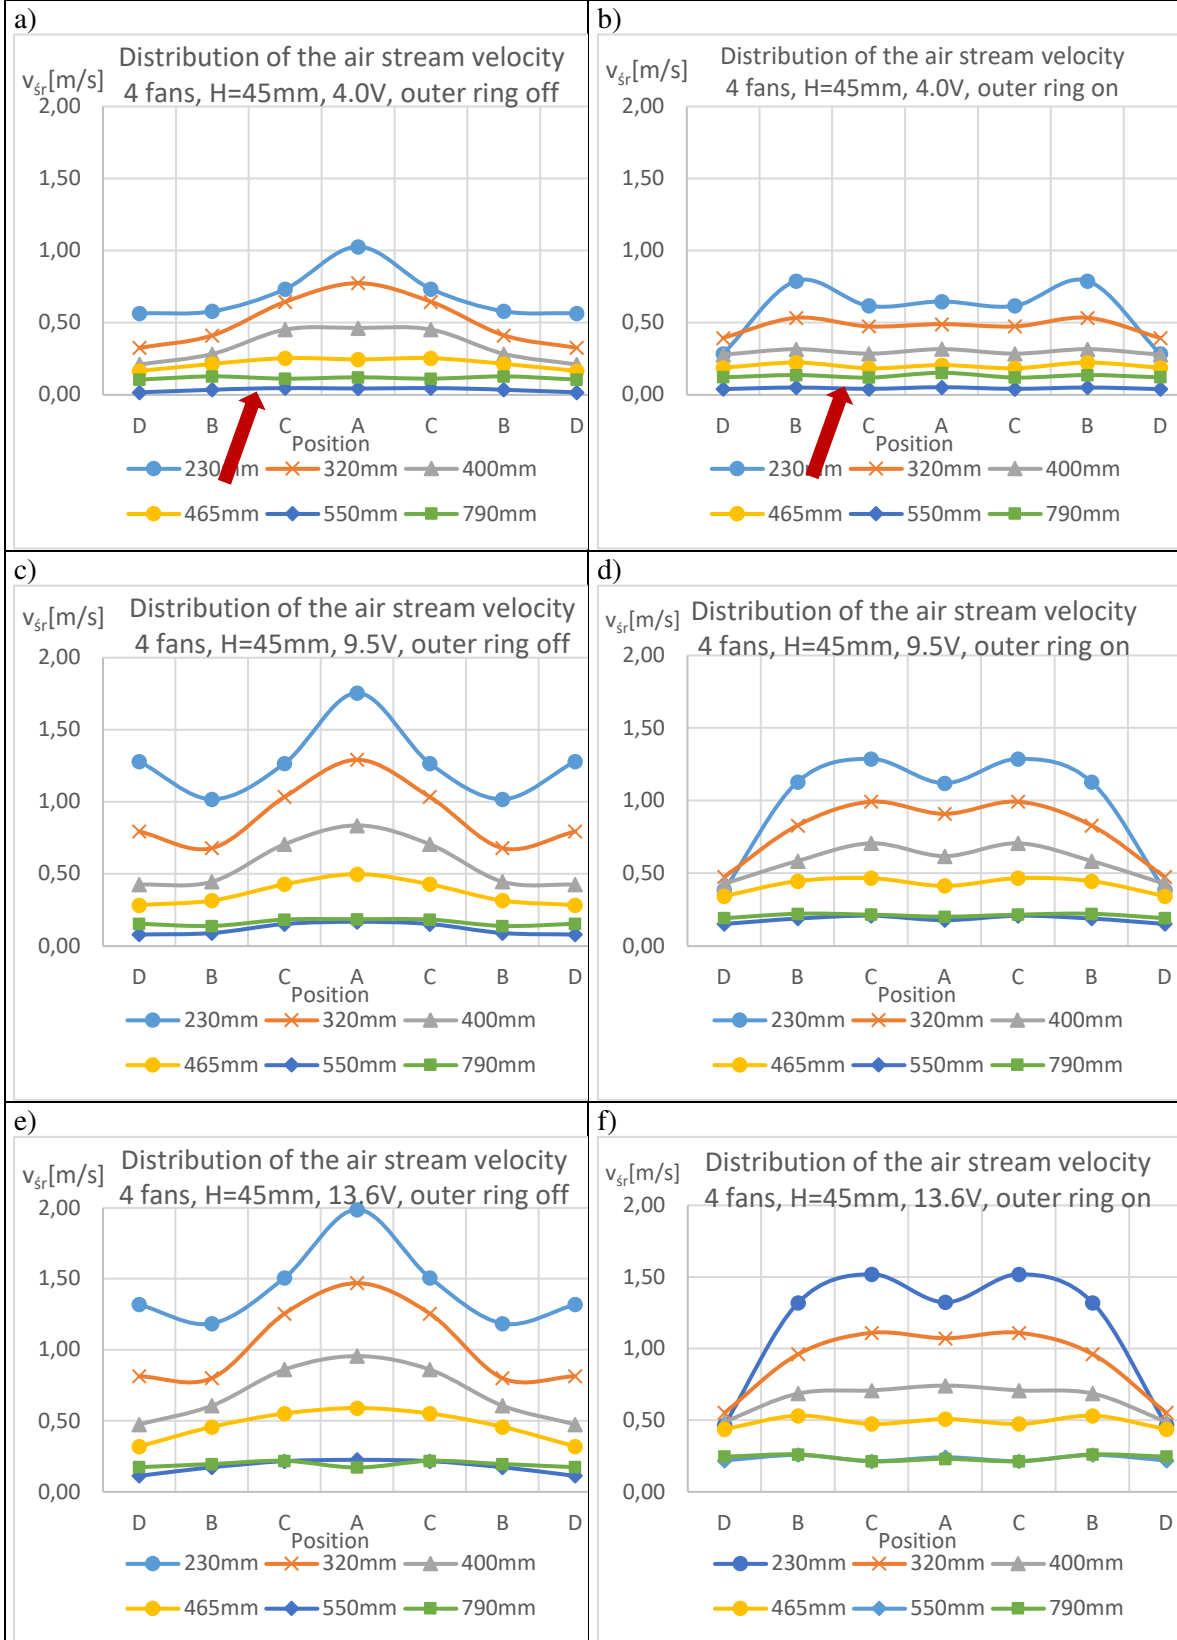 a)
Distribution of the air stream velocity
4 fans, H=45mm, 4.0V, outer ring off
vśr[m/s]
2,00
1,50
1,00
0,50
0,00
D B C A C B D
Position
230mm 320mm 400mm
465mm 550mm 790mm
b)
Distribution of the air stream velocity
4 fans, H=45mm, 4.0V, outer ring on
vśr[m/s]
2,00
1,50
1,00
0,50
0,00
D B C A C B D
Position
230mm 320mm 400mm
465mm 550mm 790mm
c)
Distribution of the air stream velocity
4 fans, H=45mm, 9.5V, outer ring off
vśr[m/s]
2,00
1,50
1,00
0,50
0,00
D B C A C B D
Position
230mm 320mm 400mm
465mm 550mm 790mm
d)
Distribution of the air stream velocity
4 fans, H=45mm, 9.5V, outer ring on
vśr[m/s]
2,00
1,50
1,00
0,50
0,00
D B C A C B D
Position
230mm 320mm 400mm
465mm 550mm 790mm
e)
Distribution of the air stream velocity
4 fans, H=45mm, 13.6V, outer ring off
vśr[m/s]
2,00
1,50
1,00
0,50
0,00
D B C A C B D
Position
230mm 320mm 400mm
465mm 550mm 790mm
f)
Distribution of the air stream velocity
4 fans, H=45mm, 13.6V, outer ring on
vśr[m/s]
2,00
1,50
1,00
0,50
0,00
D B C A C B D
Position
230mm 320mm 400mm
465mm 550mm 790mm